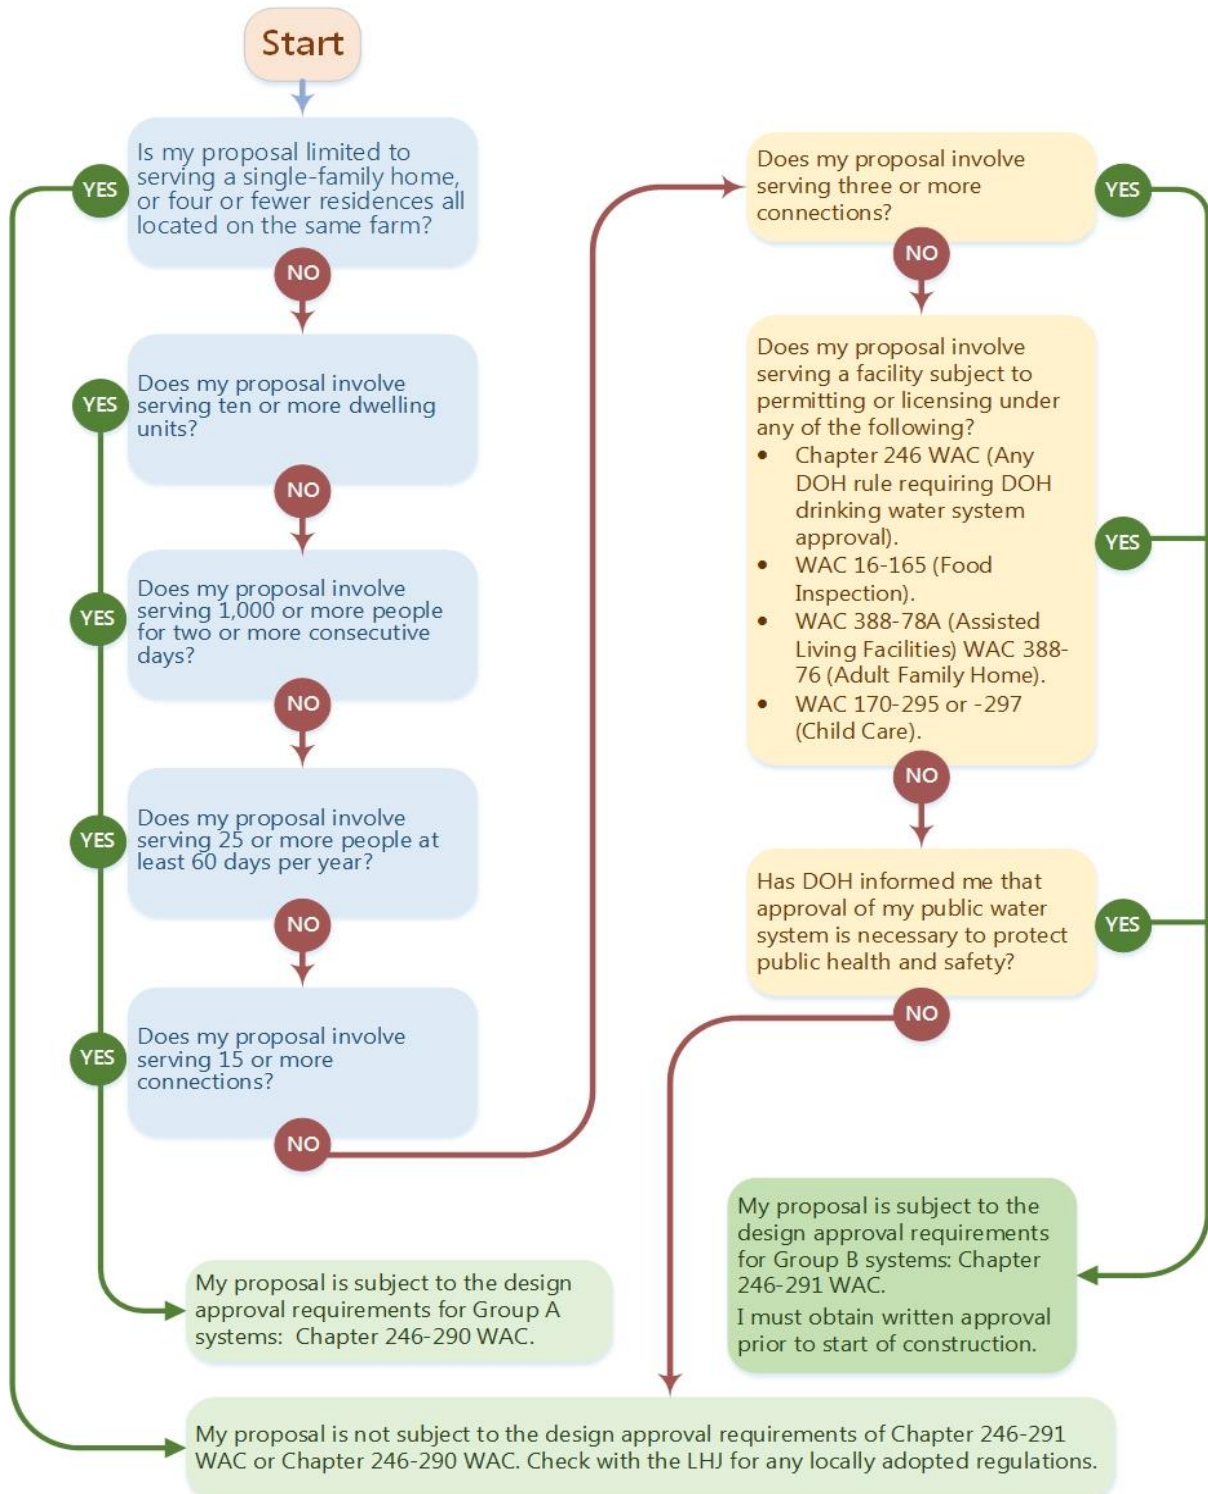 Start
Is my proposal limited to
serving a single-family home,
or four or fewer residences all
located on the same farm?
YES
NO
Does my proposal involve
serving ten or more dwelling
units?
YES
NO
Does my proposal involve
serving 1,000 or more people
for two or more consecutive
days?
YES
NO
Does my proposal involve
serving 25 or more people at
least 60 days per year?
YES
NO
Does my proposal involve
serving 15 or more
connections?
YES
NO
Does my proposal involve
serving three or more
connections?
YES
NO
Does my proposal involve
serving a facility subject to
permitting or licensing under
any of the following?
• Chapter 246 WAC (Any
DOH rule requiring DOH
drinking water system
approval).
• WAC 16-165 (Food
Inspection).
• WAC 388-78A (Assisted
Living Facilities) WAC 388-
76 (Adult Family Home).
• WAC 170-295 or -297
(Child Care).
YES
NO
Has DOH informed me that
approval of my public water
system is necessary to protect
public health and safety?
YES
NO
My proposal is subject to the
design approval requirements
for Group B systems: Chapter
246-291 WAC.
I must obtain written approval
prior to start of construction.
My proposal is subject to the design
approval requirements for Group A
systems:  Chapter 246-290 WAC.
My proposal is not subject to the design approval requirements of Chapter 246-291
WAC or Chapter 246-290 WAC. Check with the LHJ for any locally adopted regulations.